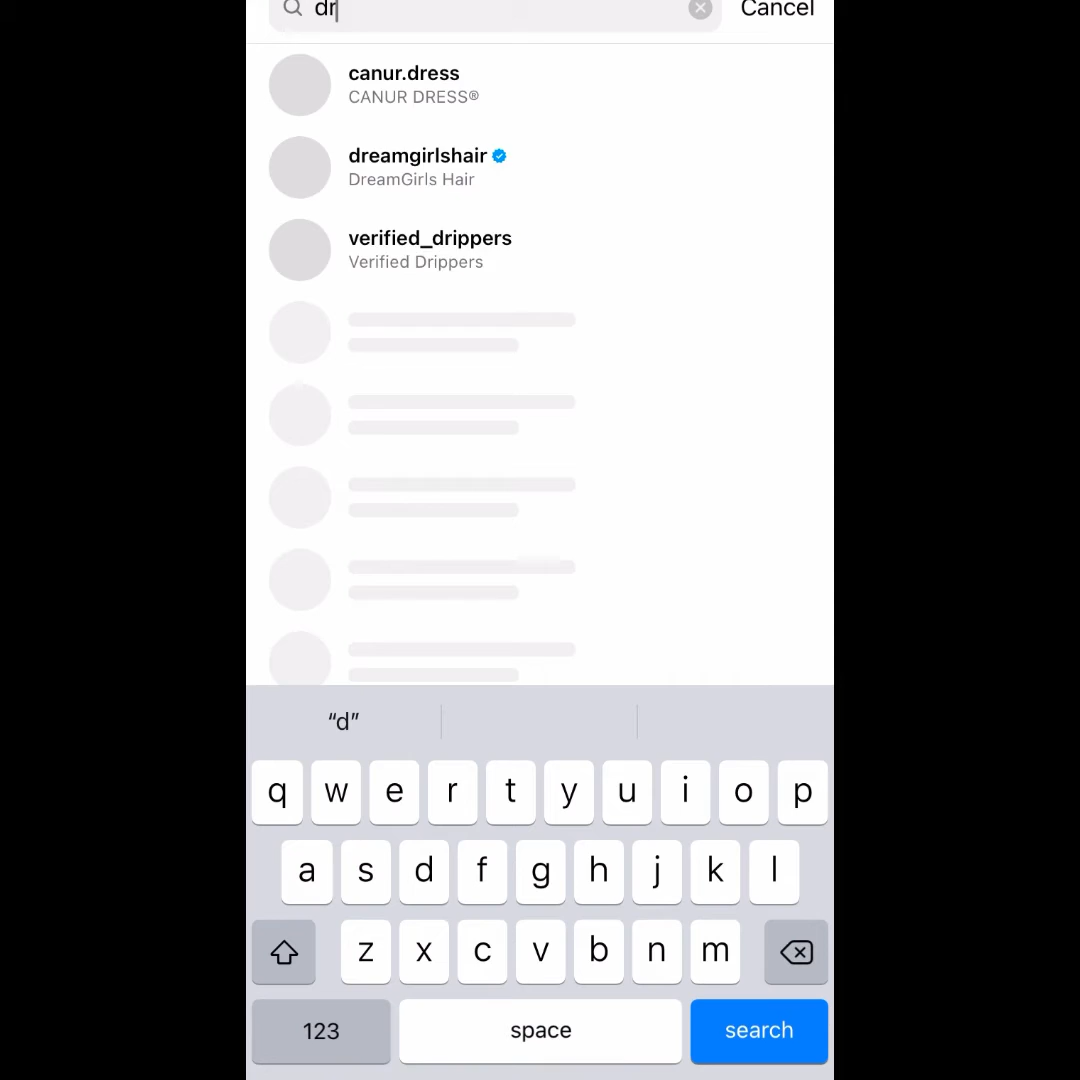 dr
Cancel
canur.dress
CANUR DRESS®
dreamgirlshair
DreamGirls Hair
verified_drippers
Verified Drippers
“d”
q w e r t y u i o p
a s d f g h j k l
z x c v b n m
123 space search